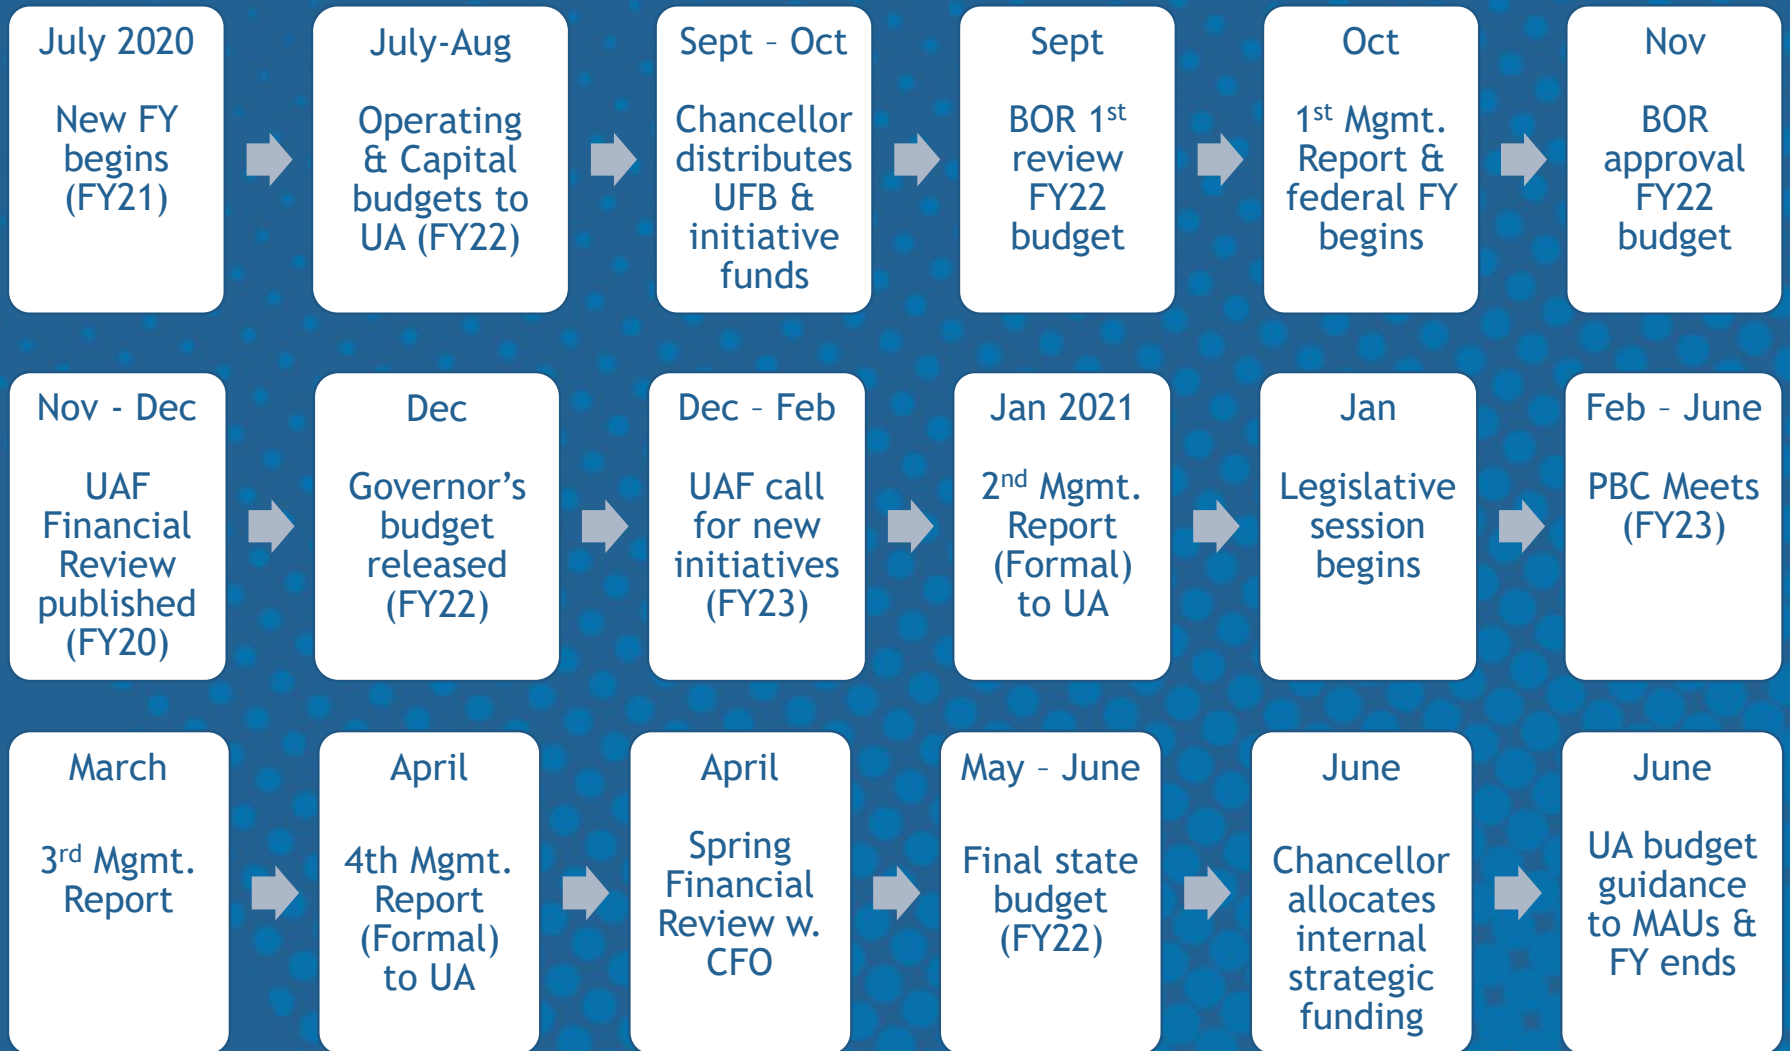 July 2020
New FY
begins
(FY21)
July-Aug
Operating
& Capital
budgets to
UA (FY22)
Sept – Oct
Chancellor
distributes
UFB &
initiative
funds
Sept
BOR 1st
review
FY22
budget
Oct
1st Mgmt.
Report &
federal FY
begins
Nov
BOR
approval
FY22
budget
Nov - Dec
UAF
Financial
Review
published
(FY20)
Dec
Governor’s
budget
released
(FY22)
Dec – Feb
UAF call
for new
initiatives
(FY23)
Jan 2021
2nd Mgmt.
Report
(Formal)
to UA
Jan
Legislative
session
begins
Feb – June
PBC Meets
(FY23)
March
3rd Mgmt.
Report
April
4th Mgmt.
Report
(Formal)
to UA
April
Spring
Financial
Review w.
CFO
May – June
Final state
budget
(FY22)
June
Chancellor
allocates
internal
strategic
funding
June
UA budget
guidance
to MAUs &
FY ends